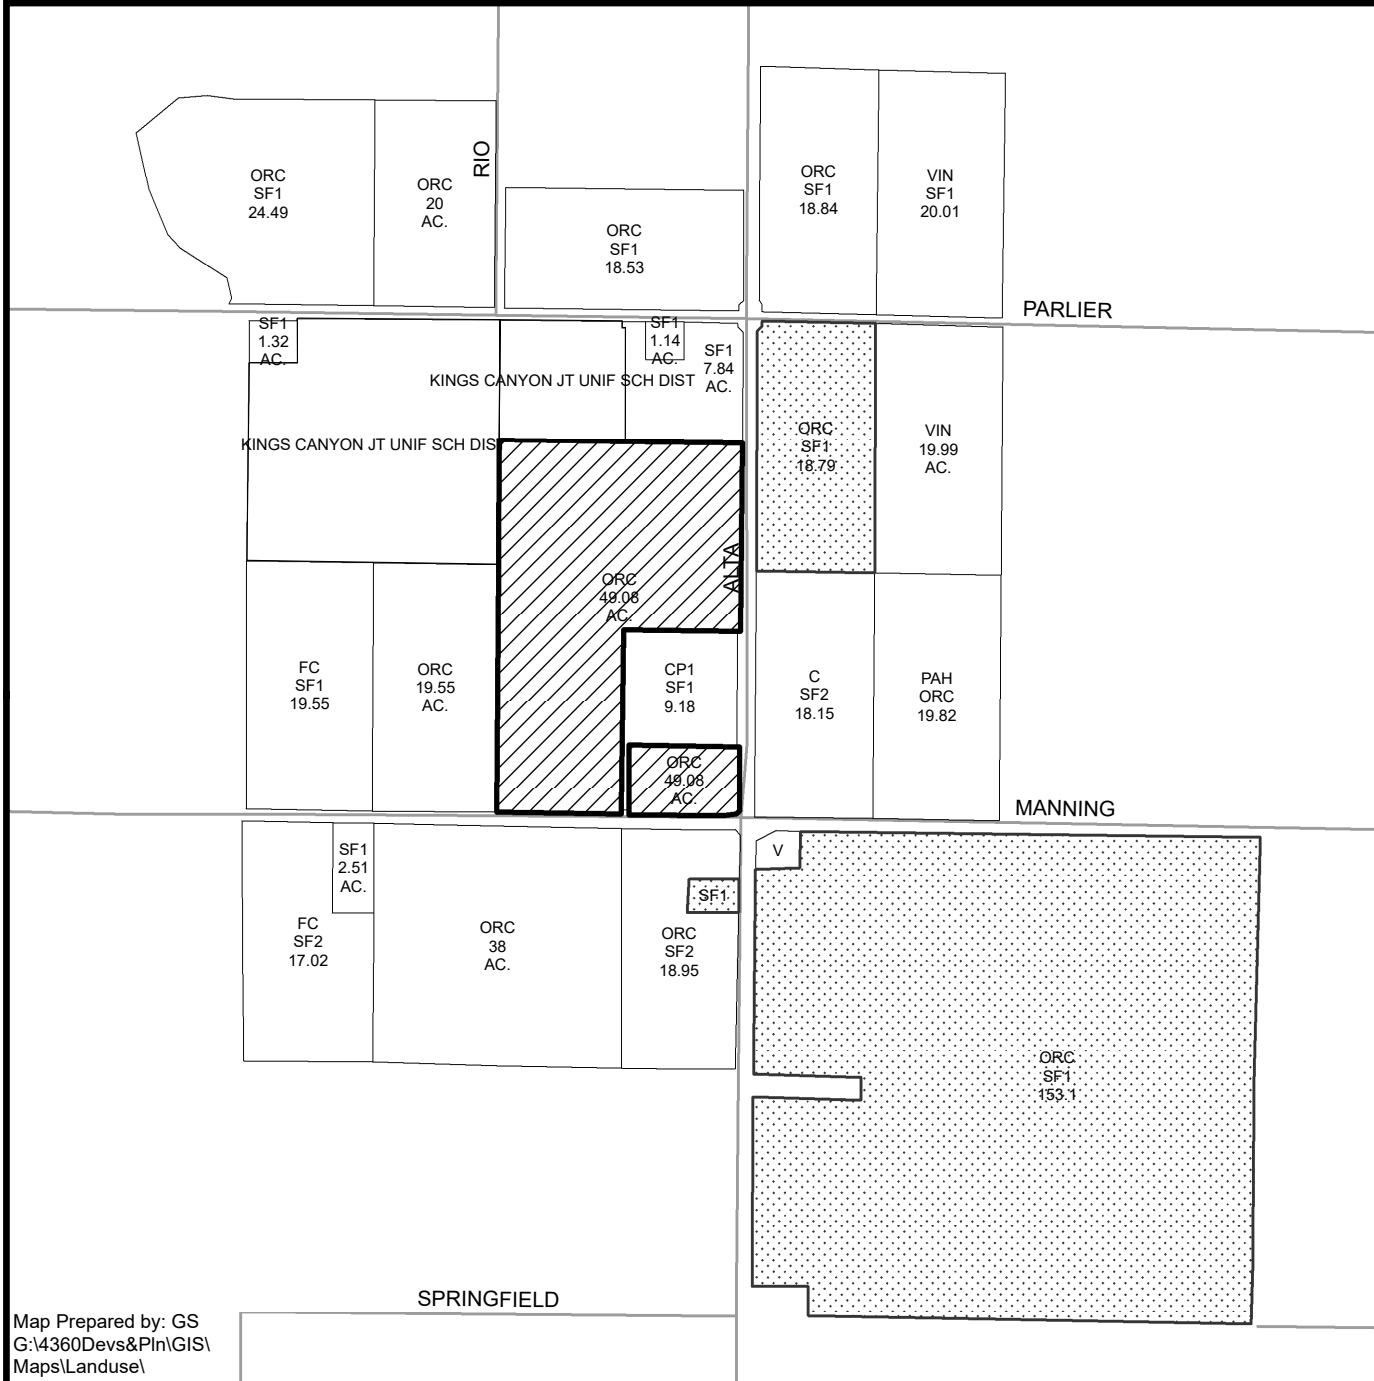 RIO
ORC
SF1
24.49
ORC
20
AC.
ORC
SF1
18.53
ORC
SF1
18.84
VIN
SF1
20.01
PARLIER
SF1
1.32
AC.
SF1
1.14
AC.
SF1
7.84
AC.
KINGS CANYON JT UNIF SCH DIST
KINGS CANYON JT UNIF SCH DIS
ORC
SF1
18.79
VIN
19.99
AC.
ALTA
ORC
49.08
AC.
FC
SF1
19.55
ORC
19.55
AC.
CP1
SF1
9.18
C
SF2
18.15
PAH
ORC
19.82
ORC
49.08
AC.
MANNING
SF1
2.51
AC.
V
SF1
FC
SF2
17.02
ORC
38
AC.
ORC
SF2
18.95
ORC
SF1
153.1
SPRINGFIELD
Map Prepared by: GS
G:\4360Devs&Pln\GIS\
Maps\Landuse\